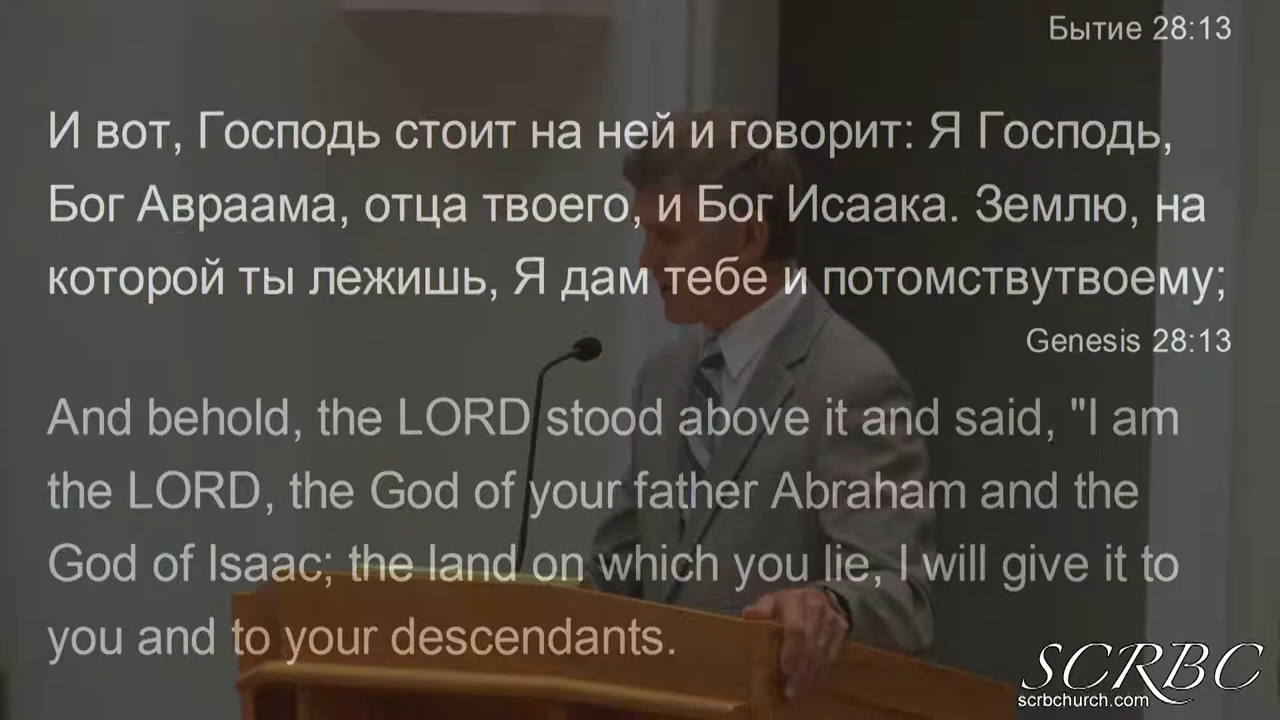 Бытие 28:13
И вот, Господь стоит на ней и говорит: Я Господь,
Бог Авраама, отца твоего, и Бог Исаака. Землю, на
которой ты лежишь, Я дам тебе и потомствутвоему;
Genesis 28:13
And behold, the LORD stood above it and said, "I am
the LORD, the God of your father Abraham and the
God of Isaac; the land on which you lie, I will give it to
you and to your descendants.
SCRBC
scrbchurch.com